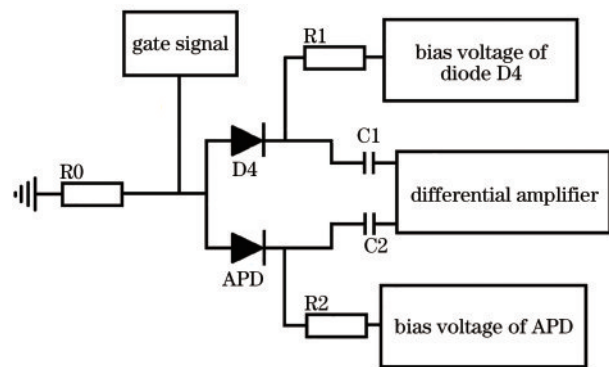 gate signal
R1
bias voltage of
diode D4
C1
D4
R0
differential amplifier
C2
APD
R2
bias voltage of APD